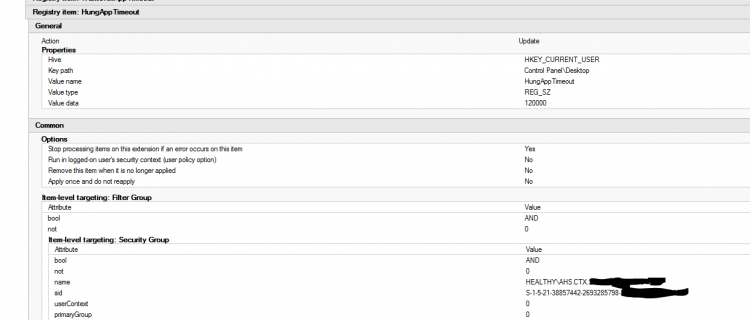 Registry item: HungAppTimeout
General
Action Update
Properties
Hive HKEY_CURRENT_USER
Key path Control Panel\Desktop
Value name HungAppTimeout
Value type REG_SZ
Value data 120000
Common
Options
Stop processing items on this extension if an error occurs on this item Yes
Run in logged-on user's security context (user policy option) No
Remove this item when it is no longer applied No
Apply once and do not reapply No
Item-level targeting: Filter Group
Attribute Value
bool AND
not 0
Item-level targeting: Security Group
Attribute Value
bool AND
not 0
name HEALTHY\AHS.CTX.
sid S-1-5-21-38857442-2693285798-
userContext 0
primaryGroup 0